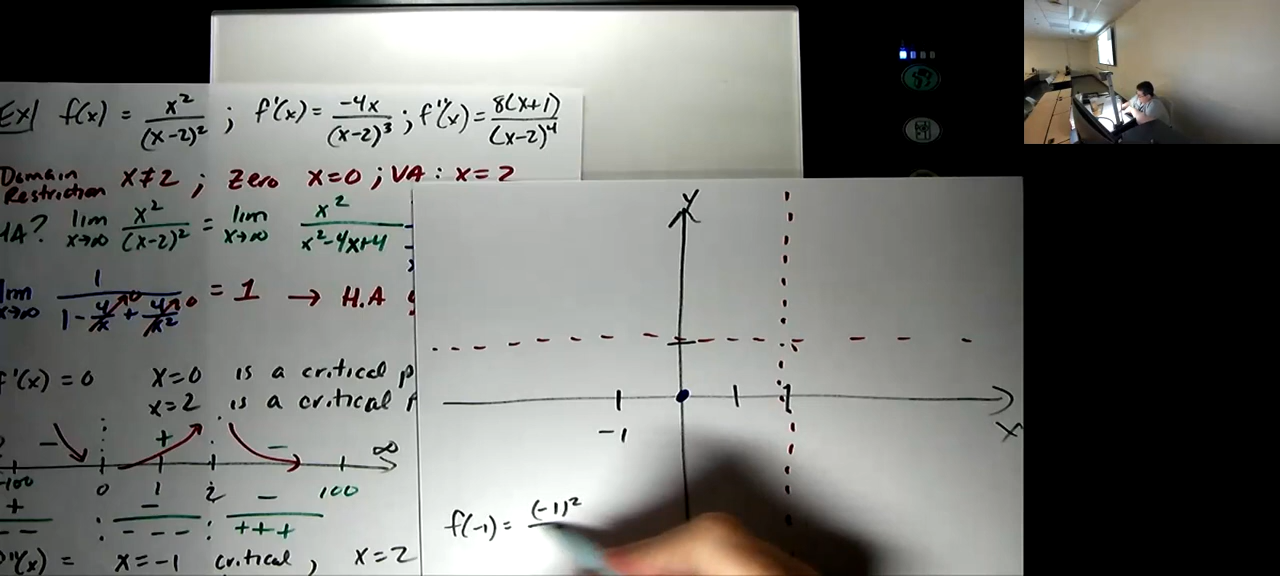 Ex) f(x) = x²/(x-2)² ; f'(x) = -4x/(x-2)³ ; f''(x) = 8(x+1)/(x-2)⁴
Domain Restriction x≠2 ; Zero x=0 ; VA : x=2
HA? lim x→∞ x²/(x-2)² = lim x→∞ x²/(x²-4x+4)
lim x→∞ 1/(1 - 4/x + 4/x²) = 1 → H.A
0 0
f'(x) = 0 x=0 is a critical
x=2 is a critical
- + - ∞
-100 0 1 2 100
+ - -
- - - - - - - + + +
x=-1 critical, x=2
y
-1
x
f(-1) = (-1)²